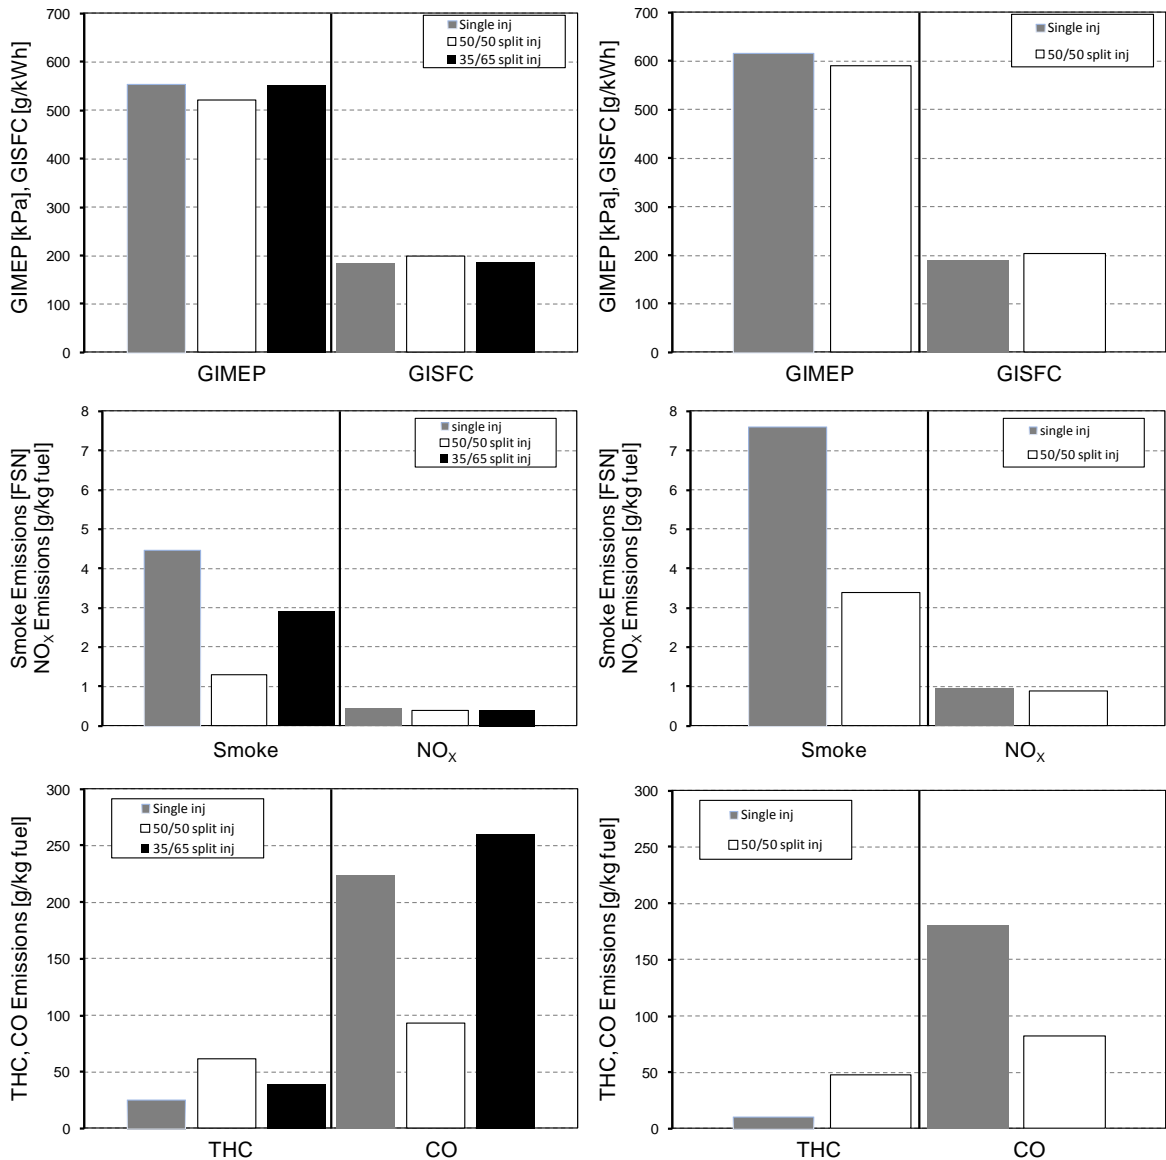 GIMEP [kPa], GISFC [g/kWh]
700
600
500
400
300
200
100
0
Single inj
50/50 split inj
35/65 split inj
GIMEP
GISFC
GIMEP [kPa], GISFC [g/kWh]
700
600
500
400
300
200
100
0
Single inj
50/50 split inj
GIMEP
GISFC
Smoke Emissions [FSN]
NOX Emissions [g/kg fuel]
8
7
6
5
4
3
2
1
0
single inj
50/50 split inj
35/65 split inj
Smoke
NOX
Smoke Emissions [FSN]
NOX Emissions [g/kg fuel]
8
7
6
5
4
3
2
1
0
single inj
50/50 split inj
Smoke
NOX
THC, CO Emissions [g/kg fuel]
300
250
200
150
100
50
0
Single inj
50/50 split inj
35/65 split inj
THC
CO
THC, CO Emissions [g/kg fuel]
300
250
200
150
100
50
0
Single inj
50/50 split inj
THC
CO